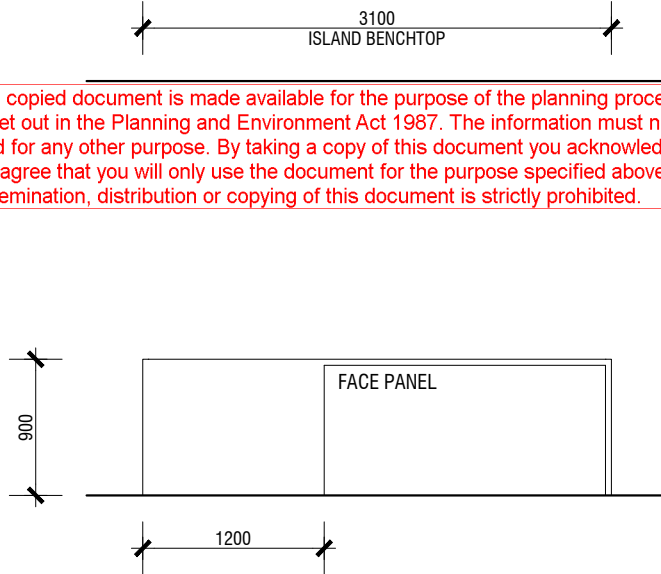 3100
ISLAND BENCHTOP
copied document is made available for the purpose of the planning
et out in the Planning and Environment Act 1987. The information must
for any other purpose. By taking a copy of this document you
agree that you will only use the document for the purpose specified above
distribution or copying of this document is strictly prohibited.
FACE PANEL
900
1200